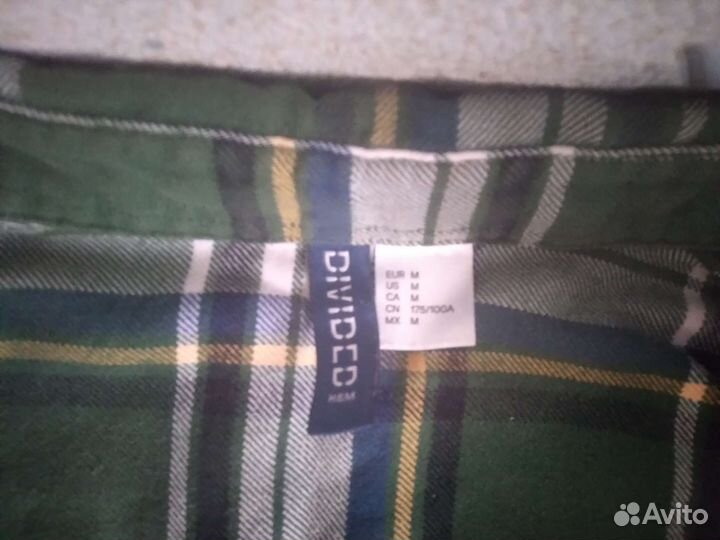 DIVIDED
H&M
EUR M
US M
CA M
CN 175/100A
MX M
Avito